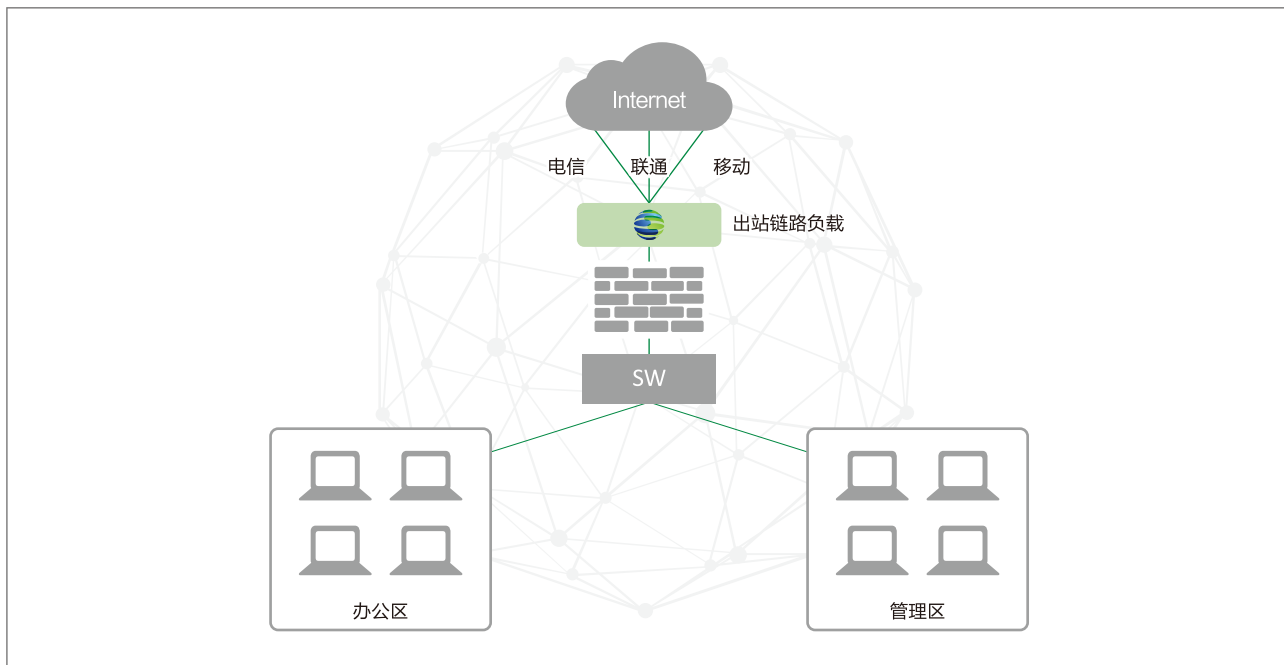 Internet
电信
联通
移动
出站链路负载
SW
办公区
管理区